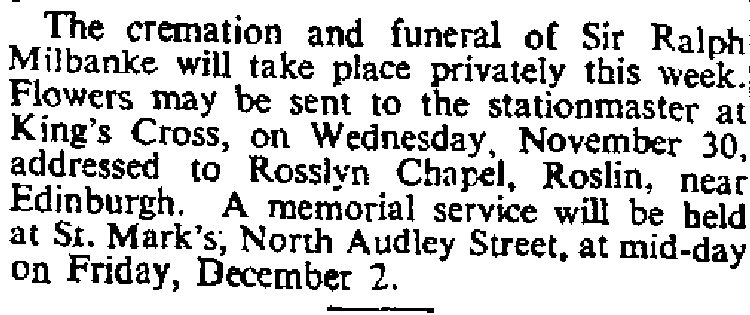 The cremation and funeral of Sir Ralph
Milbanke will take place privately this week.
Flowers may be sent to the stationmaster at
King's Cross, on Wednesday, November 30,
addressed to Rosslyn Chapel, Roslin, near
Edinburgh. A memorial service will be held
at St. Mark's, North Audley Street, at mid-day
on Friday, December 2.